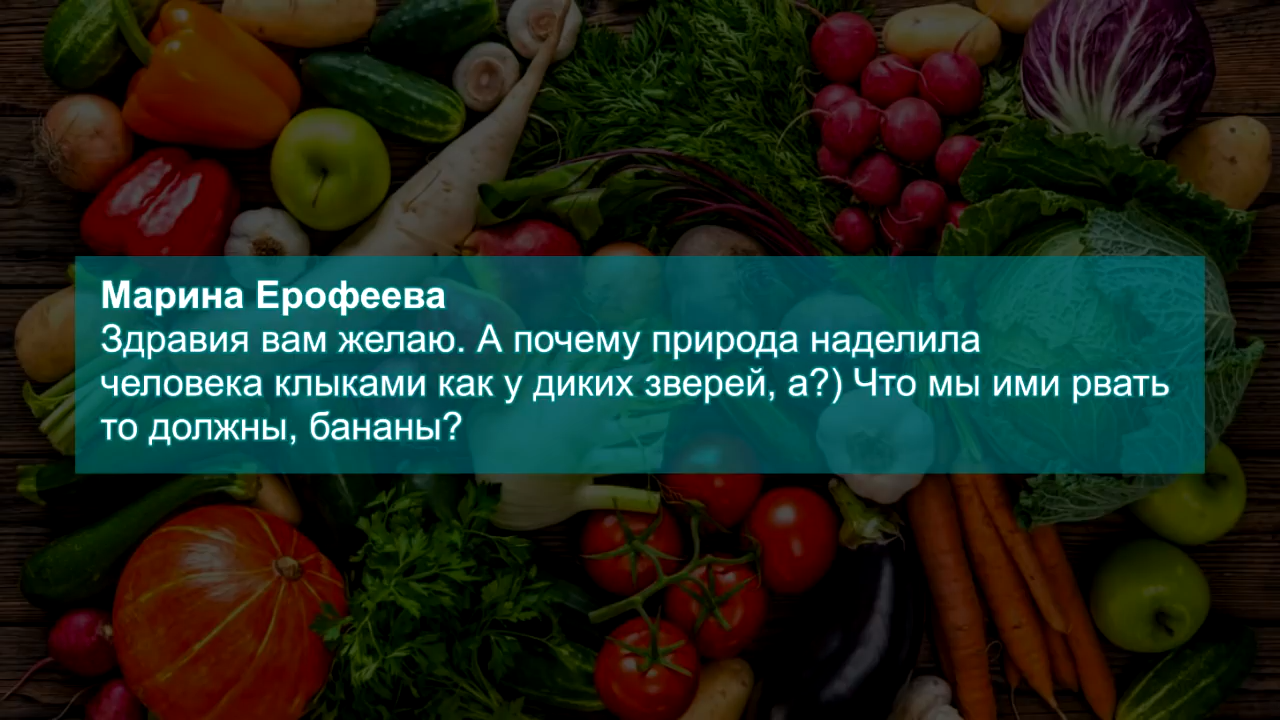 Марина Ерофеева
Здравия вам желаю. А почему природа наделила
человека клыками как у диких зверей, а?) Что мы ими рвать
то должны, бананы?